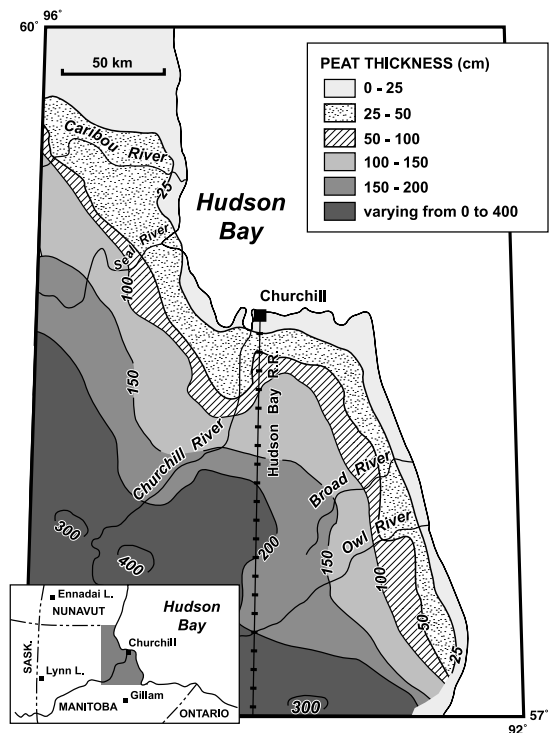 60°
96°
50 km
PEAT THICKNESS (cm)
0 - 25
25 - 50
50 - 100
100 - 150
150 - 200
varying from 0 to 400
Caribou River
25
Hudson
Bay
Seal River
100
Churchill
150
Hudson Bay R.R.
Churchill River
Broad River
Owl River
200
150
300
400
100
50
25
300
57°
92°
Ennadai L.
NUNAVUT
Hudson
Bay
SASK.
Churchill
Lynn L.
Gillam
MANITOBA
ONTARIO